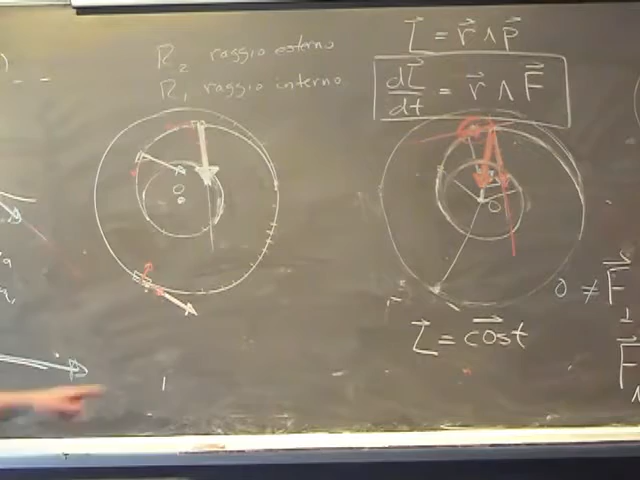 R₂ raggio esterno
R₁ raggio interno
L⃗ = r⃗ ∧ p⃗
dL⃗/dt = r⃗ ∧ F⃗
O
O
0 ≠ F⃗
L⃗ = cost
F⃗